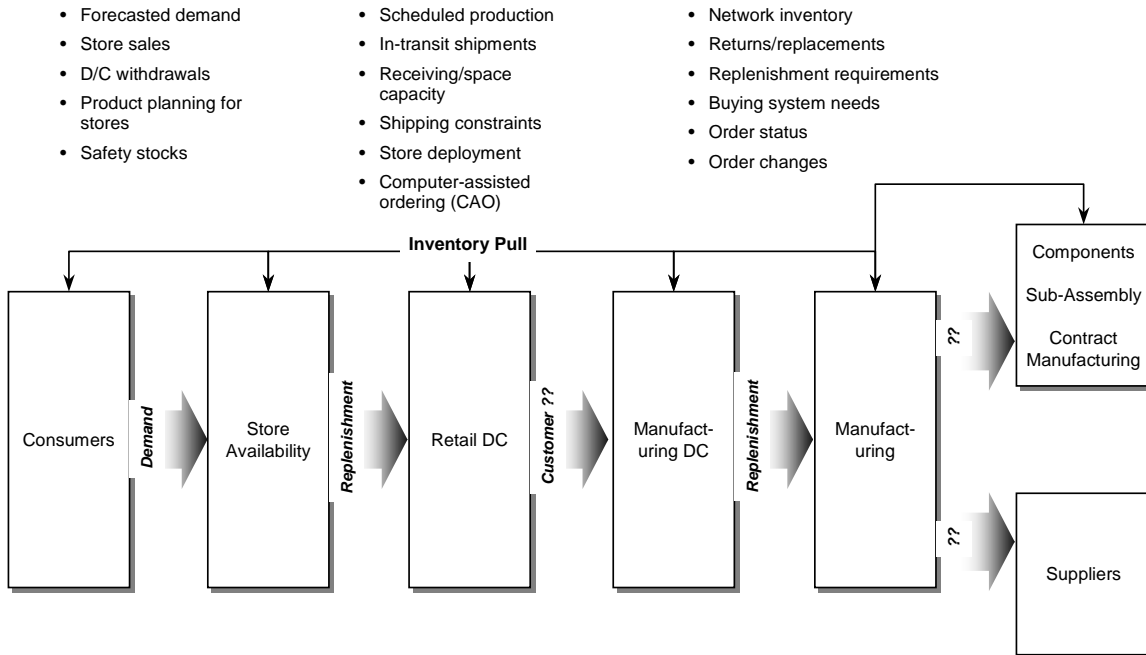 • Forecasted demand
• Store sales
• D/C withdrawals
• Product planning for
stores
• Safety stocks
• Scheduled production
• In-transit shipments
• Receiving/space
capacity
• Shipping constraints
• Store deployment
• Computer-assisted
ordering (CAO)
• Network inventory
• Returns/replacements
• Replenishment requirements
• Buying system needs
• Order status
• Order changes
Inventory Pull
Consumers
Demand
Store
Availability
Replenishment
Retail DC
Customer ??
Manufact-
uring DC
Replenishment
Manufact-
uring
??
Components
Sub-Assembly
Contract
Manufacturing
??
Suppliers